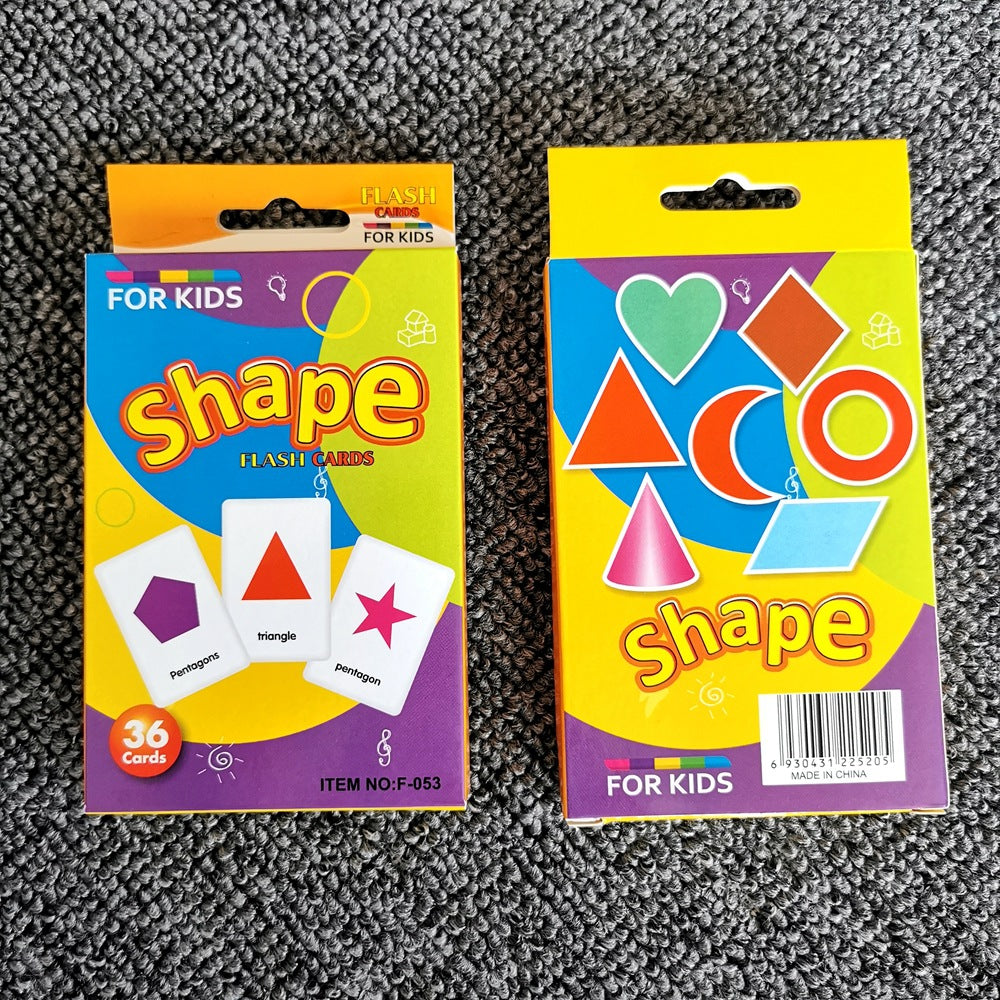 FLASH
CARDS
FOR KIDS
FOR KIDS
Shape
FLASH CARDS
Pentagons
triangle
pentagon
36
Cards
ITEM NO:F-053
Shape
FOR KIDS
6 930431 225205
MADE IN CHINA